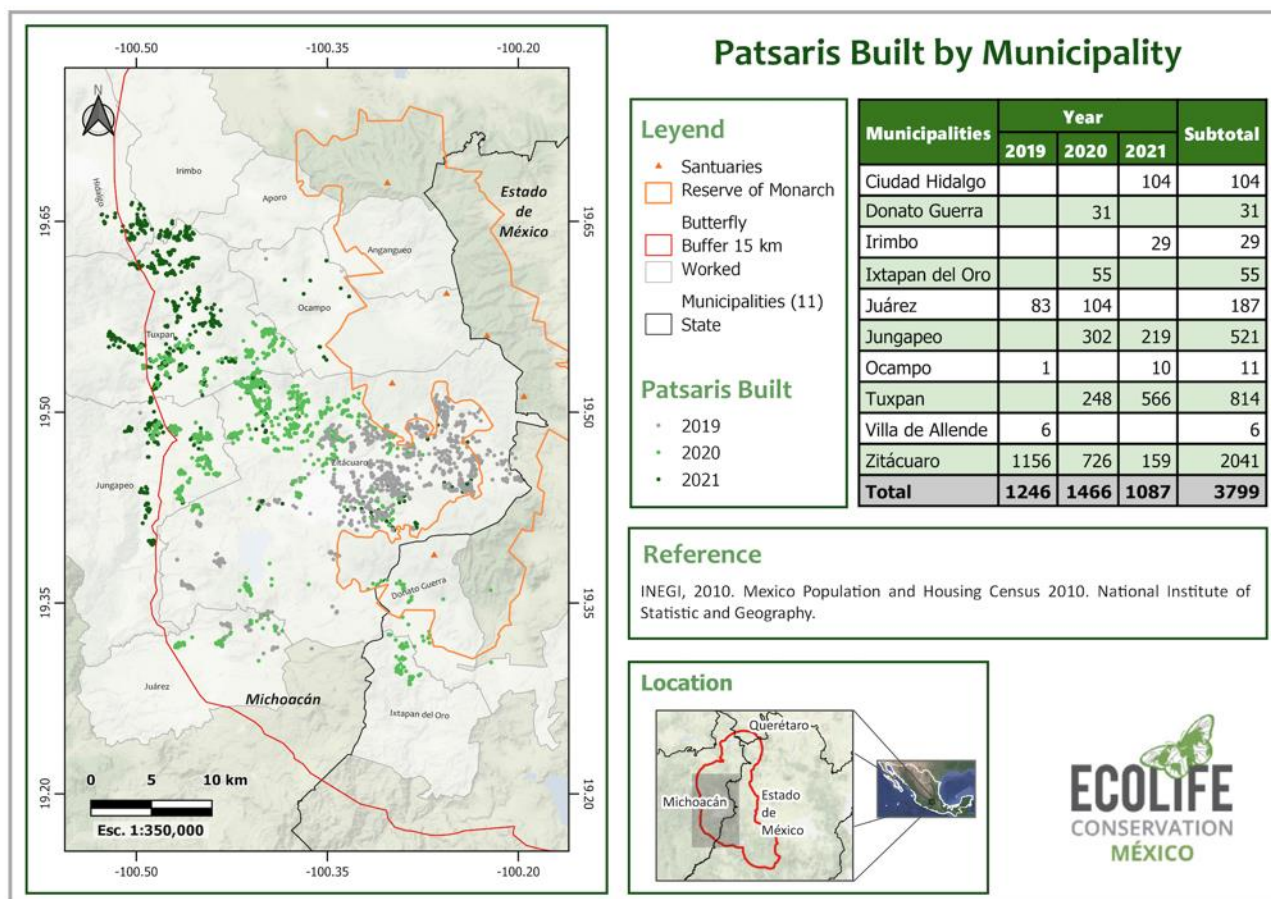 Patsaris Built by Municipality
-100.50 -100.35 -100.20
N
Hidalgo
Irimbo
Aporo
Estado
de
México
19.65 19.65
Angangueo
Ocampo
Tuxpan
19.50 19.50
Zitácuaro
Jungapeo
Donato Guerra
19.35 19.35
Juárez
Michoacán
Ixtapan del Oro
0 5 10 km
19.20 19.20
Esc. 1:350,000
-100.50 -100.35 -100.20
Leyend
Santuaries
Reserve of Monarch
Butterfly
Buffer 15 km
Worked
Municipalities (11)
State
Patsaris Built
2019
2020
2021
Municipalities Year Subtotal
2019 2020 2021
Ciudad Hidalgo 104 104
Donato Guerra 31 31
Irimbo 29 29
Ixtapan del Oro 55 55
Juárez 83 104 187
Jungapeo 302 219 521
Ocampo 1 10 11
Tuxpan 248 566 814
Villa de Allende 6 6
Zitácuaro 1156 726 159 2041
Total 1246 1466 1087 3799
Reference
INEGI, 2010. Mexico Population and Housing Census 2010. National Institute of
Statistic and Geography.
Location
Querétaro
Michoacán
Estado
de
México
ECOLIFE
CONSERVATION
MÉXICO